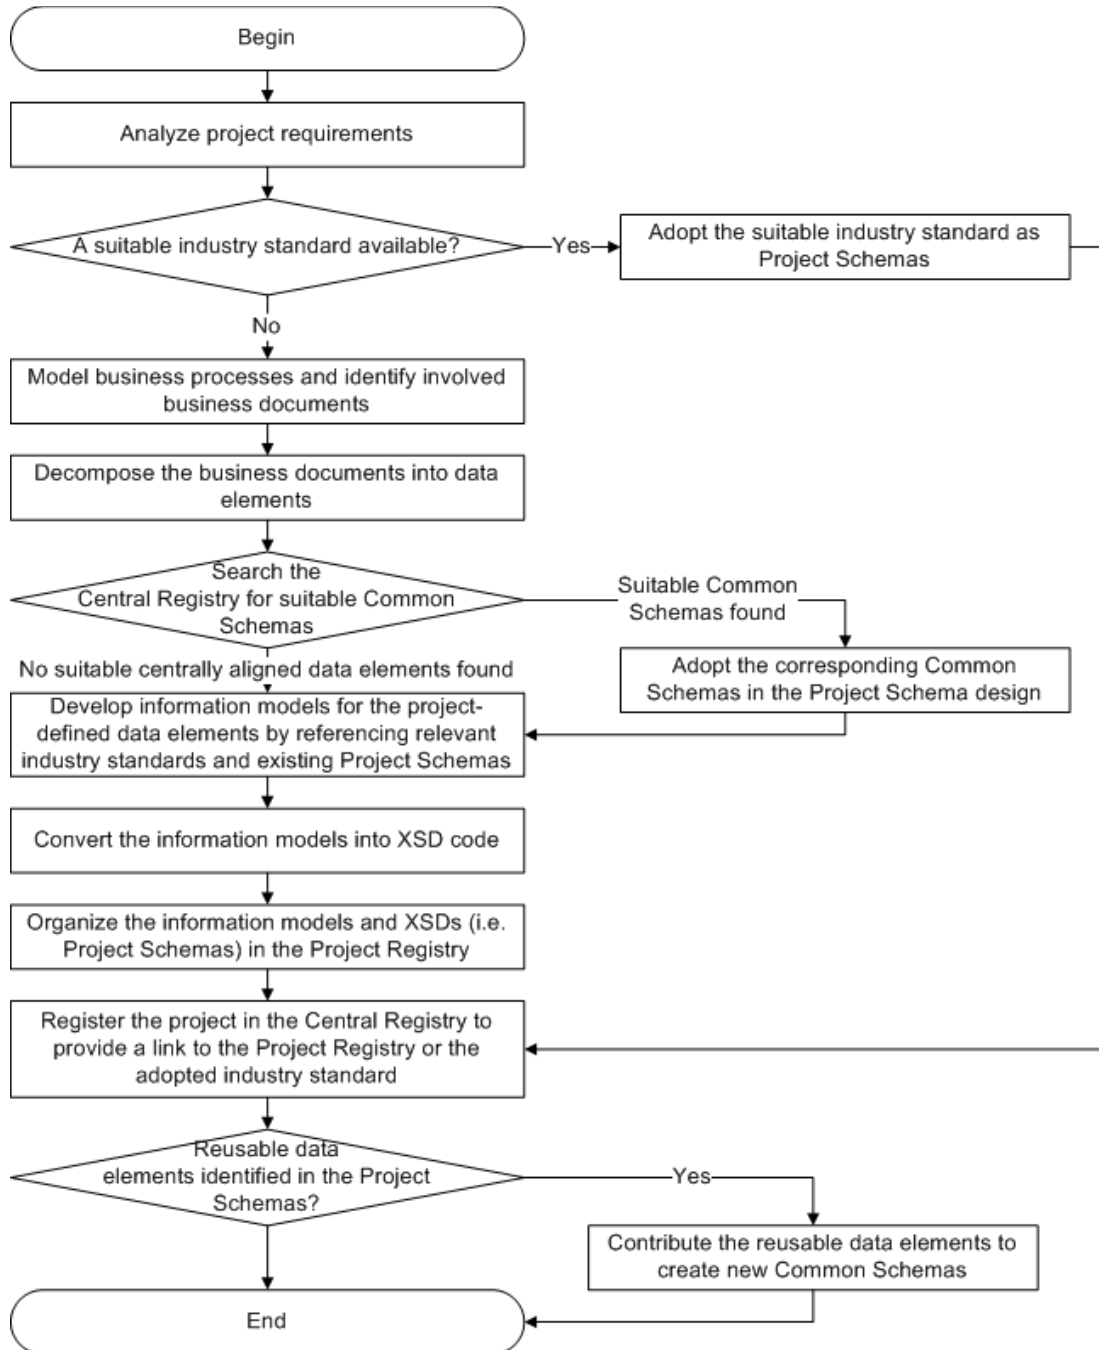 Begin
Analyze project requirements
A suitable industry standard available?
Yes
Adopt the suitable industry standard as
Project Schemas
No
Model business processes and identify involved
business documents
Decompose the business documents into data
elements
Search the
Central Registry for suitable Common
Schemas
Suitable Common
Schemas found
No suitable centrally aligned data elements found
Adopt the corresponding Common
Schemas in the Project Schema design
Develop information models for the project-
defined data elements by referencing relevant
industry standards and existing Project Schemas
Convert the information models into XSD code
Organize the information models and XSDs (i.e.
Project Schemas) in the Project Registry
Register the project in the Central Registry to
provide a link to the Project Registry or the
adopted industry standard
Reusable data
elements identified in the Project
Schemas?
Yes
Contribute the reusable data elements to
create new Common Schemas
End